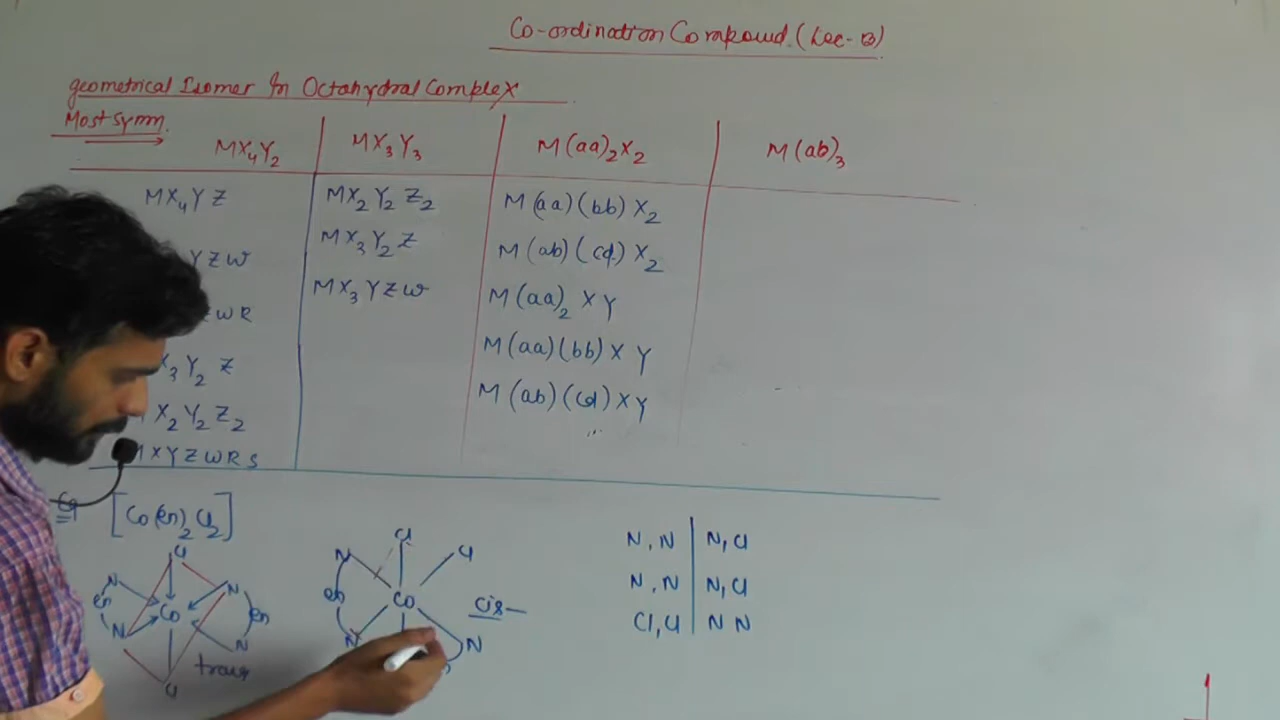 Co-ordination Compound. (Lec-13)
geometrical Isomer In Octahydral Complex
Most Symm.
MX4Y2 MX3Y3 M(aa)2X2 M(ab)3
MX4YZ MX2Y2Z2 M(aa)(bb)X2
YZW MX3Y2Z M(ab)(cd)X2
WR MX3YZW M(aa)2XY
X3Y2Z M(aa)(bb)XY
X2Y2Z2 M(ab)(cd)XY
MXYZWRS
Eg [Co(en)2Cl2]
Cl N N Co en en N N Cl trans
Cl N Cl Co en N N Cis—
N, N N, Cl
N, N N, Cl
Cl, Cl N N